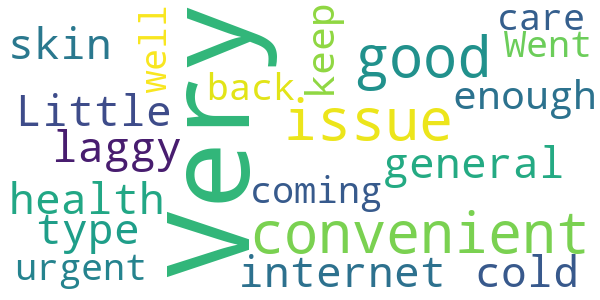 skin
well
Very
back
keep
good
care
Went
Little
issue
enough
laggy
general
health
coming
type
convenient
urgent
internet
cold